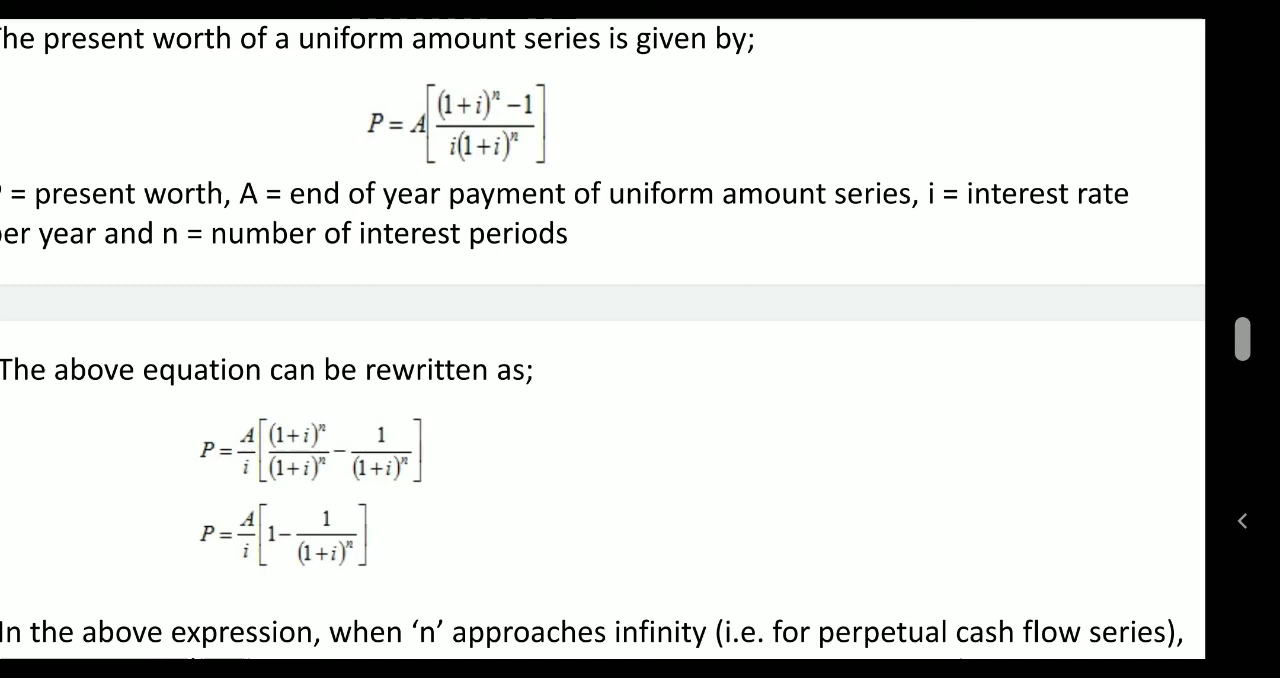 he present worth of a uniform amount series is given by;
P = A[((1+i)^n − 1) / (i(1+i)^n)]
= present worth, A = end of year payment of uniform amount series, i = interest rate
er year and n = number of interest periods
The above equation can be rewritten as;
P = A/i [(1+i)^n / (1+i)^n − 1 / (1+i)^n]
P = A/i [1 − 1 / (1+i)^n]
In the above expression, when ‘n’ approaches infinity (i.e. for perpetual cash flow series),